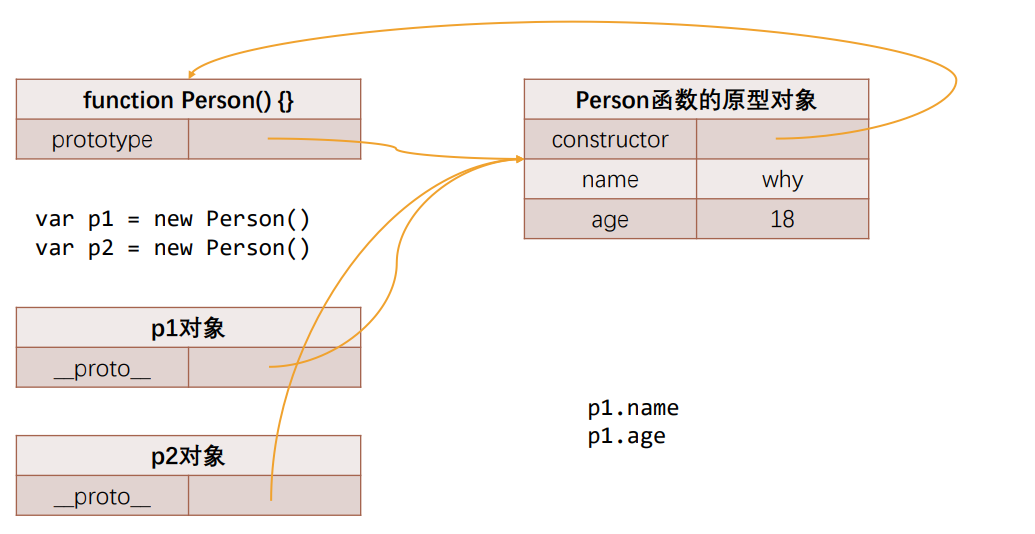 function Person() {}
prototype
Person函数的原型对象
constructor
name why
age 18
var p1 = new Person()
var p2 = new Person()
p1对象
__proto__
p2对象
__proto__
p1.name
p1.age